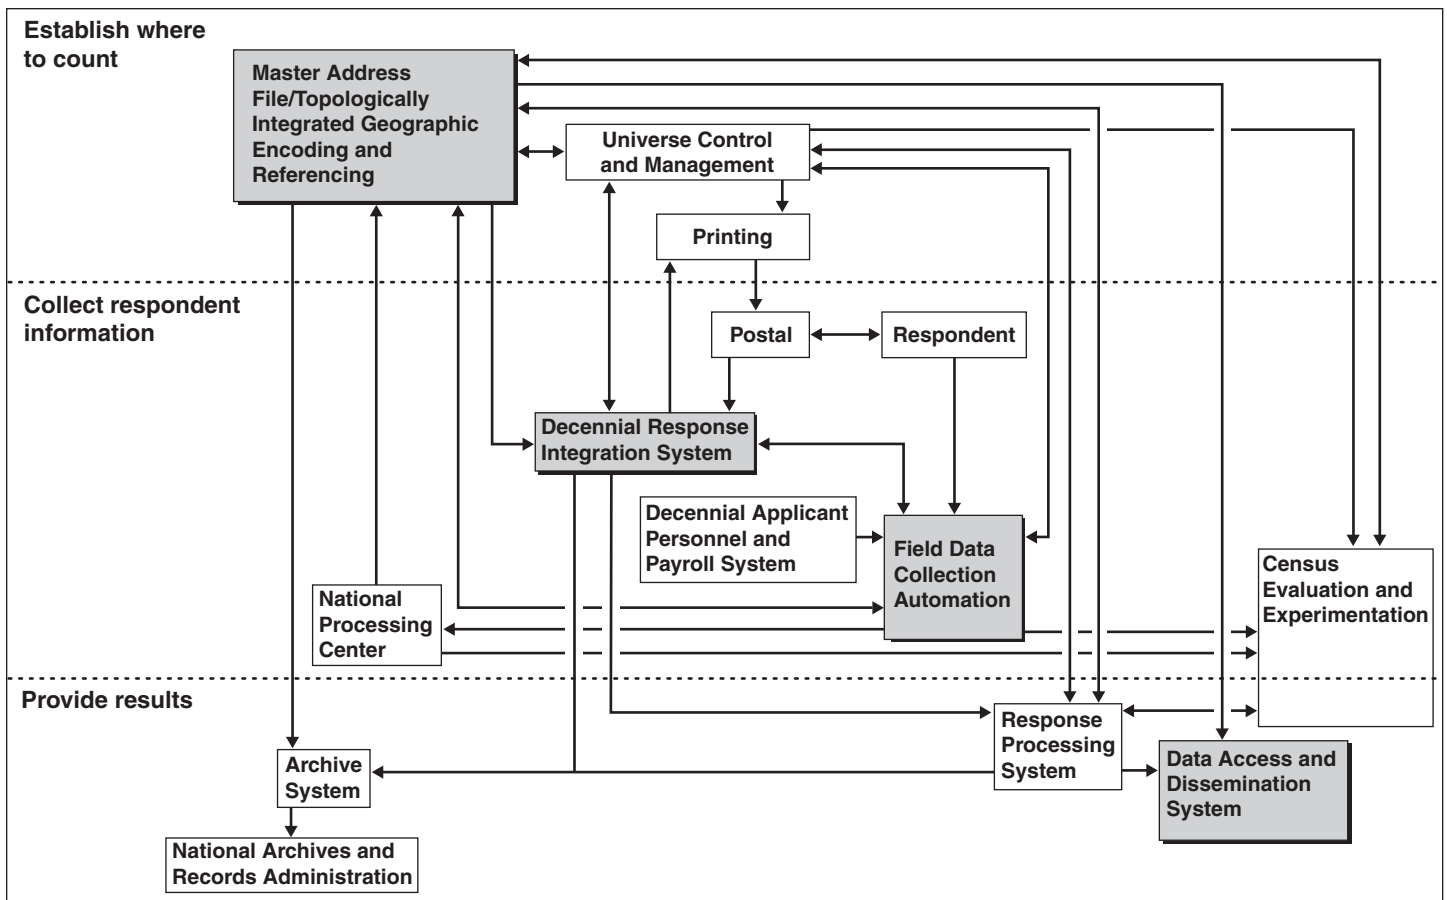 Establish where
to count
Master Address
File/Topologically
Integrated Geographic
Encoding and
Referencing
Universe Control
and Management
Printing
Collect respondent
information
Postal
Respondent
Decennial Response
Integration System
Decennial Applicant
Personnel and
Payroll System
Field Data
Collection
Automation
Census
Evaluation and
Experimentation
National
Processing
Center
Provide results
Response
Processing
System
Archive
System
Data Access and
Dissemination
System
National Archives and
Records Administration